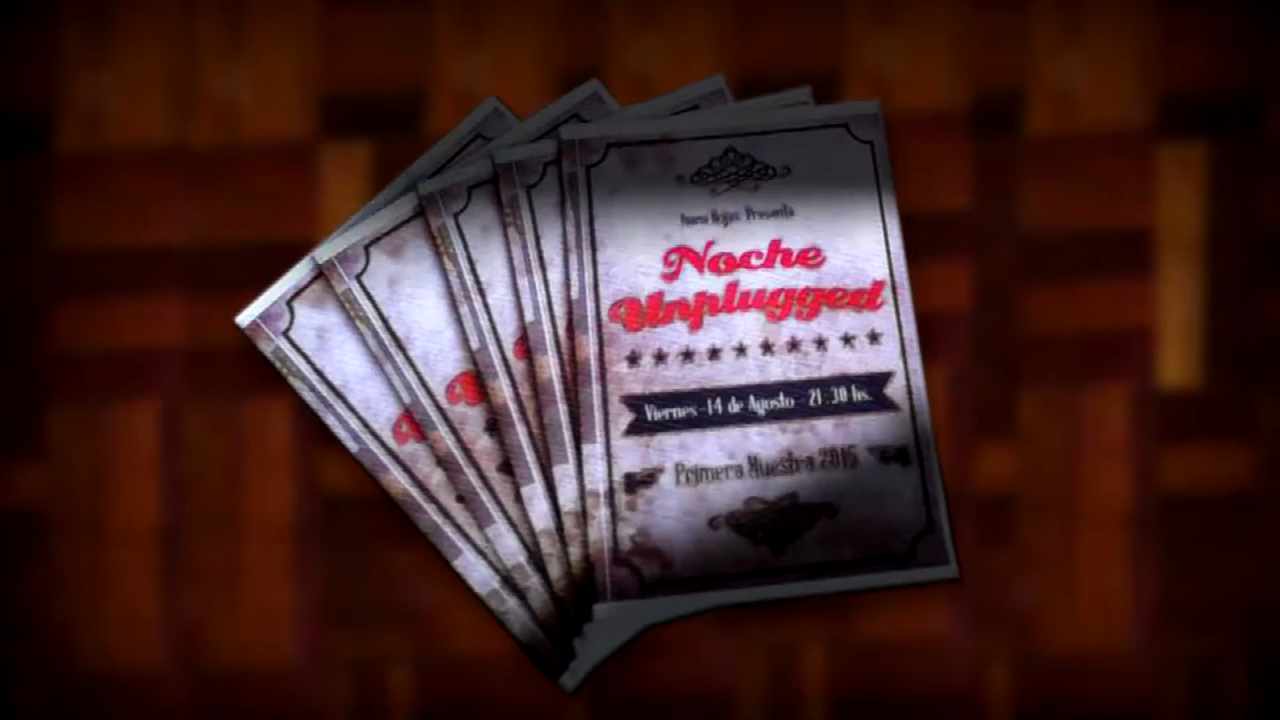 Presenta
Noche
Unplugged
Viernes 14 de Agosto 21:30 hs.
Primera Muestra 2015